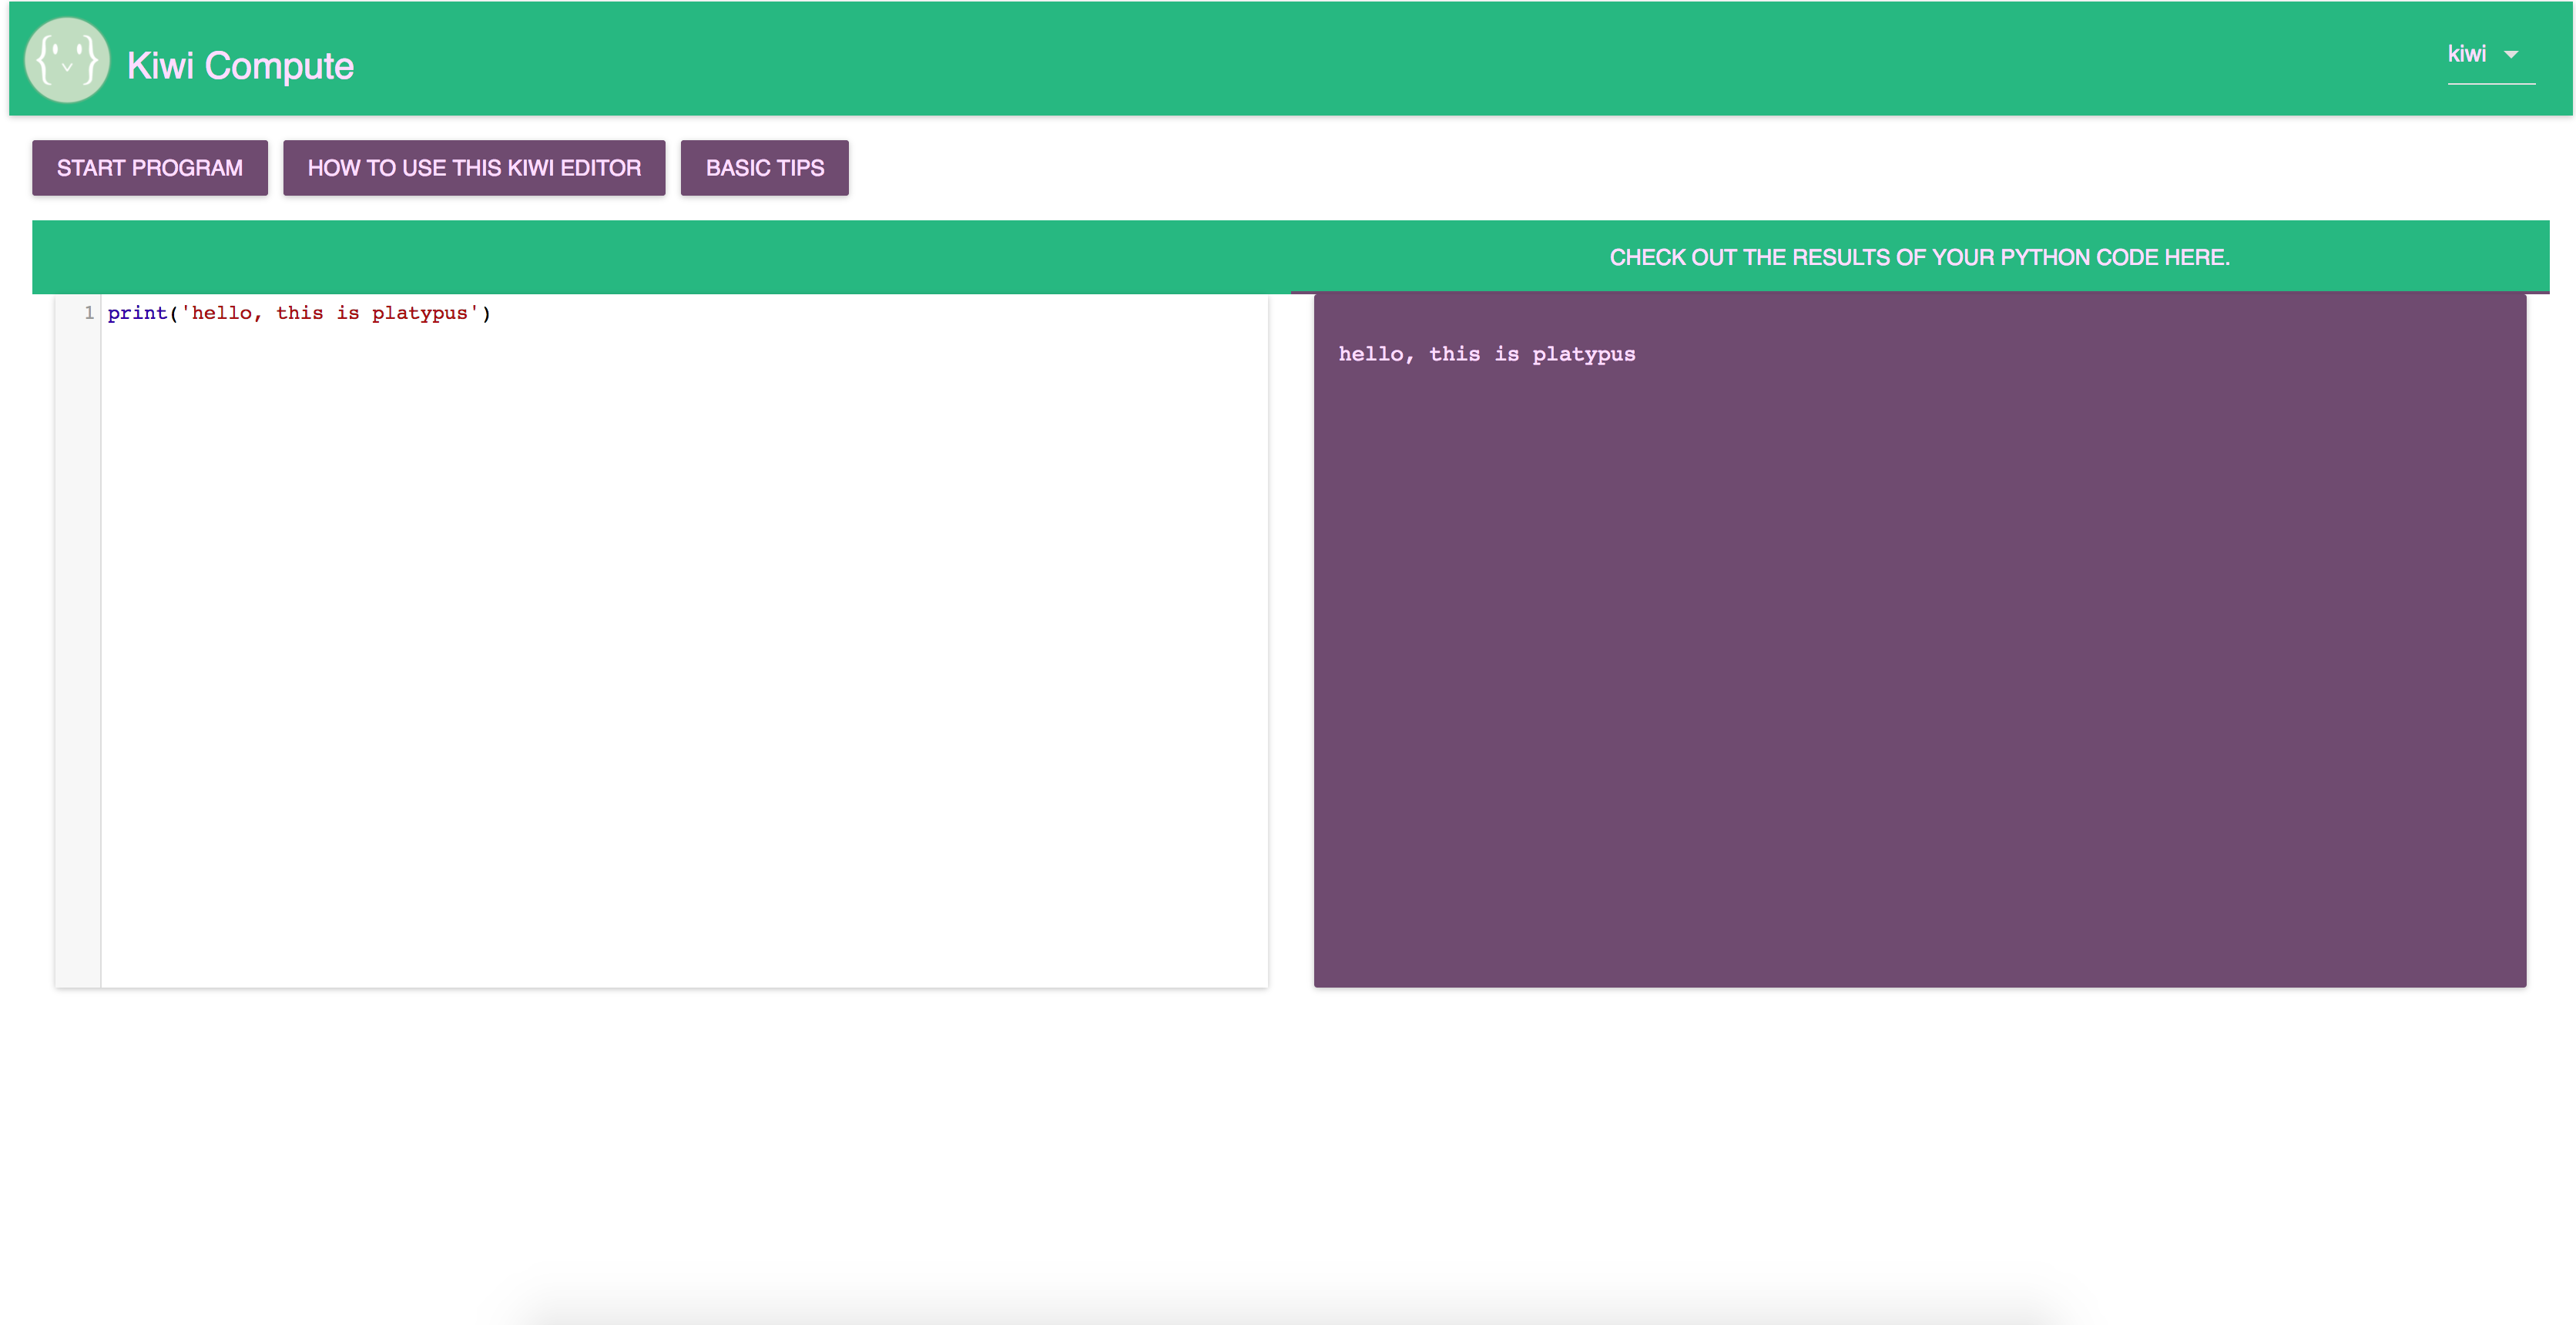 Kiwi Compute
kiwi
START PROGRAM
HOW TO USE THIS KIWI EDITOR
BASIC TIPS
CHECK OUT THE RESULTS OF YOUR PYTHON CODE HERE.
1 print('hello, this is platypus')
hello, this is platypus